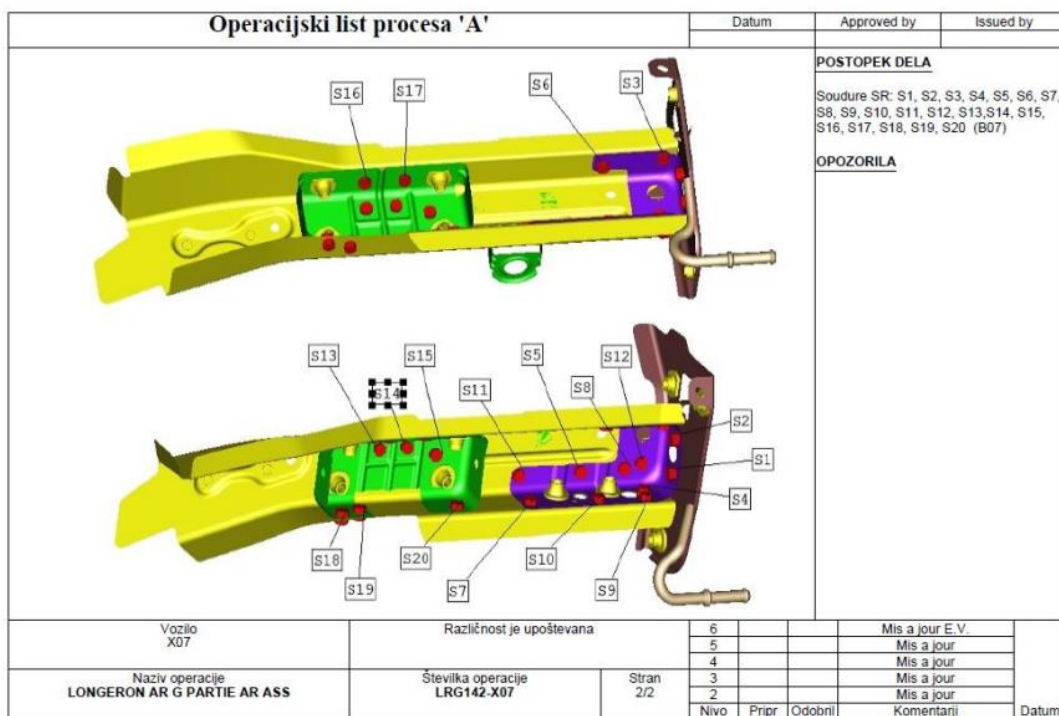 Operacijski list procesa 'A'
Datum
Approved by
Issued by
POSTOPEK DELA
Soudure SR: S1, S2, S3, S4, S5, S6, S7,
S8, S9, S10, S11, S12, S13,S14, S15,
S16, S17, S18, S19, S20 (B07)
OPOZORILA
S16
S17
S6
S3
S13
S14
S15
S11
S5
S8
S12
S2
S1
S4
S18
S19
S20
S7
S10
S9
Vozilo
X07
Različnost je upoštevana
Naziv operacije
LONGERON AR G PARTIE AR ASS
Številka operacije
LRG142-X07
Stran
2/2
6 Mis a jour E.V.
5 Mis a jour
4 Mis a jour
3 Mis a jour
2 Mis a jour
Nivo Pripr Odobril Komentarji Datum